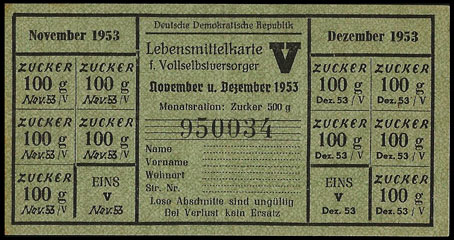 November 1953
ZUCKER
100 g
Nov. 53 / V
ZUCKER
100 g
Nov. 53 / V
ZUCKER
100 g
Nov. 53 / V
ZUCKER
100 g
Nov. 53 / V
ZUCKER
100 g
Nov. 53 / V
EINS
V
Nov. 53
Deutsche Demokratische Republik
Lebensmittelkarte V
f. Vollselbstversorger
November u. Dezember 1953
Monatsration: Zucker 500 g
950034
Name
Vorname
Wohnort
Str. Nr.
Lose Abschnitte sind ungültig
Bei Verlust kein Ersatz
Dezember 1953
ZUCKER
100 g
Dez. 53 / V
ZUCKER
100 g
Dez. 53 / V
ZUCKER
100 g
Dez. 53 / V
ZUCKER
100 g
Dez. 53 / V
EINS
V
Dez. 53
ZUCKER
100 g
Dez. 53 / V